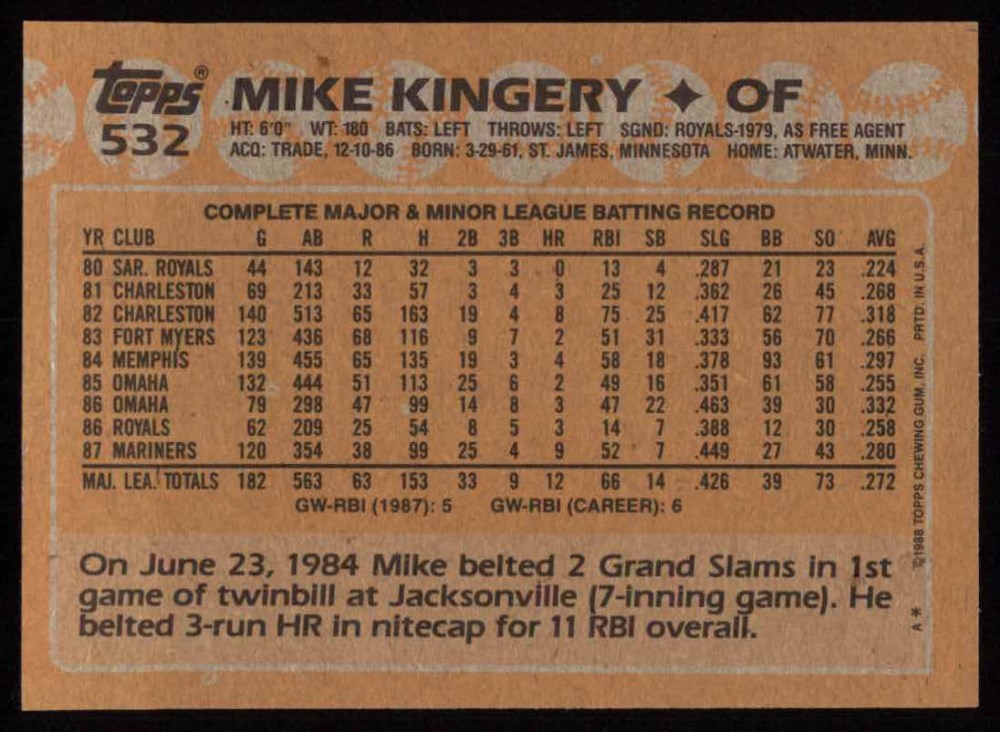 Topps® MIKE KINGERY ✦ OF
532 HT: 6'0" WT: 180 BATS: LEFT THROWS: LEFT SGND: ROYALS-1979, AS FREE AGENT
ACQ: TRADE, 12-10-86 BORN: 3-29-61, ST. JAMES, MINNESOTA HOME: ATWATER, MINN.
COMPLETE MAJOR & MINOR LEAGUE BATTING RECORD
YR CLUB G AB R H 2B 3B HR RBI SB SLG BB SO AVG
80 SAR. ROYALS 44 143 12 32 3 3 0 13 4 .287 21 23 .224
81 CHARLESTON 69 213 33 57 3 4 3 25 12 .362 26 45 .268
82 CHARLESTON 140 513 65 163 19 4 8 75 25 .417 62 77 .318
83 FORT MYERS 123 436 68 116 9 7 2 51 31 .333 56 70 .266
84 MEMPHIS 139 455 65 135 19 3 4 58 18 .378 93 61 .297
85 OMAHA 132 444 51 113 25 6 2 49 16 .351 61 58 .255
86 OMAHA 79 298 47 99 14 8 3 47 22 .463 39 30 .332
86 ROYALS 62 209 25 54 8 5 3 14 7 .388 12 30 .258
87 MARINERS 120 354 38 99 25 4 9 52 7 .449 27 43 .280
MAJ. LEA. TOTALS 182 563 63 153 33 9 12 66 14 .426 39 73 .272
GW-RBI (1987): 5 GW-RBI (CAREER): 6
On June 23, 1984 Mike belted 2 Grand Slams in 1st
game of twinbill at Jacksonville (7-inning game). He
belted 3-run HR in nitecap for 11 RBI overall.
A * ©1988 TOPPS CHEWING GUM, INC. PRTD. IN U.S.A.